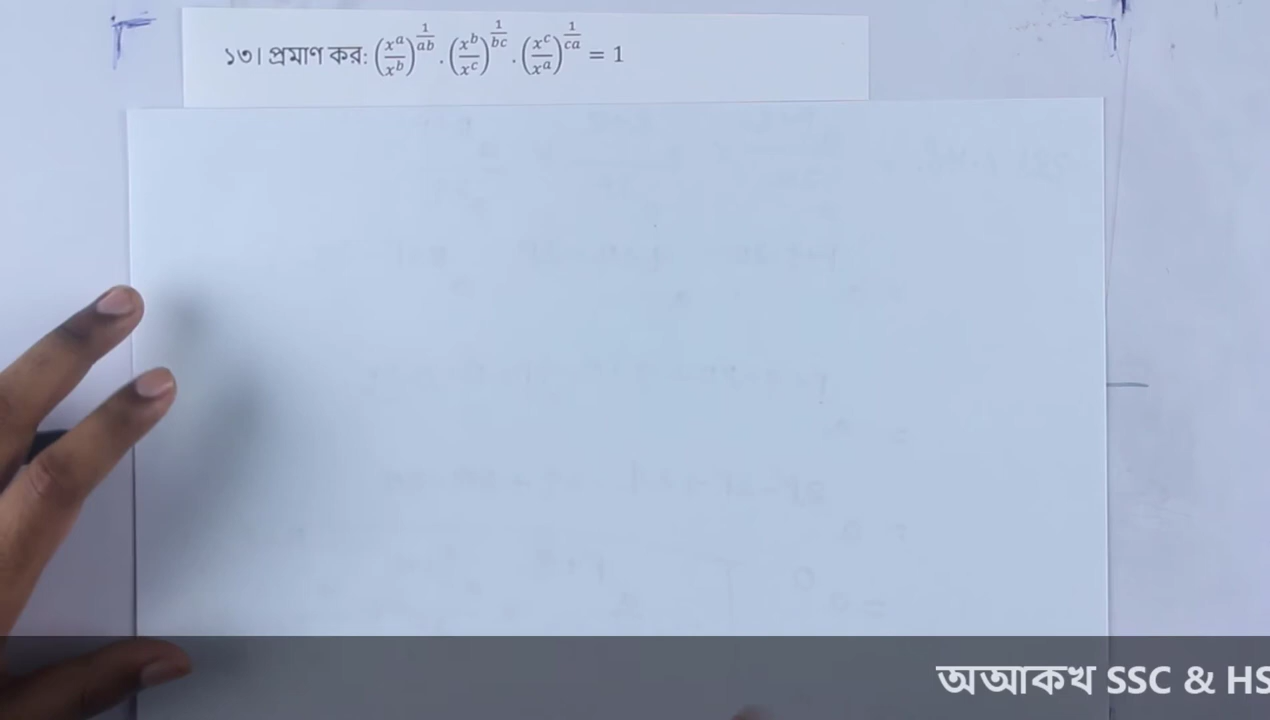 ১৩। প্রমাণ কর: (x^a/x^b)^(1/ab) . (x^b/x^c)^(1/bc) . (x^c/x^a)^(1/ca) = 1
অআকখ SSC & HS